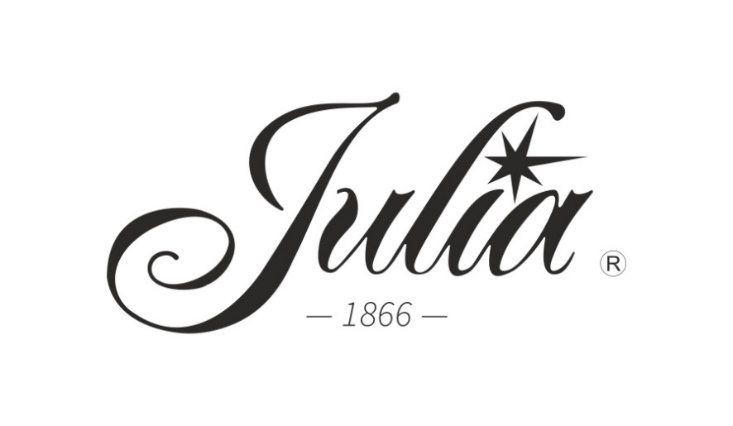 Julia ®
— 1866 —